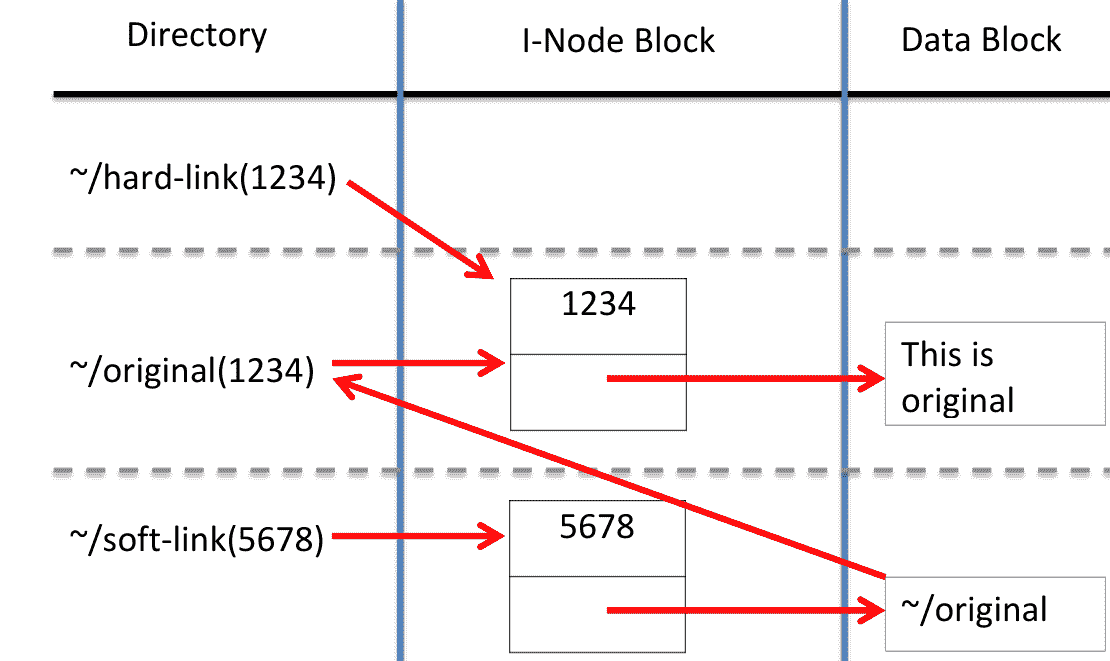 Directory
I-Node Block
Data Block
~/hard-link(1234)
1234
~/original(1234)
This is
original
~/soft-link(5678)
5678
~/original